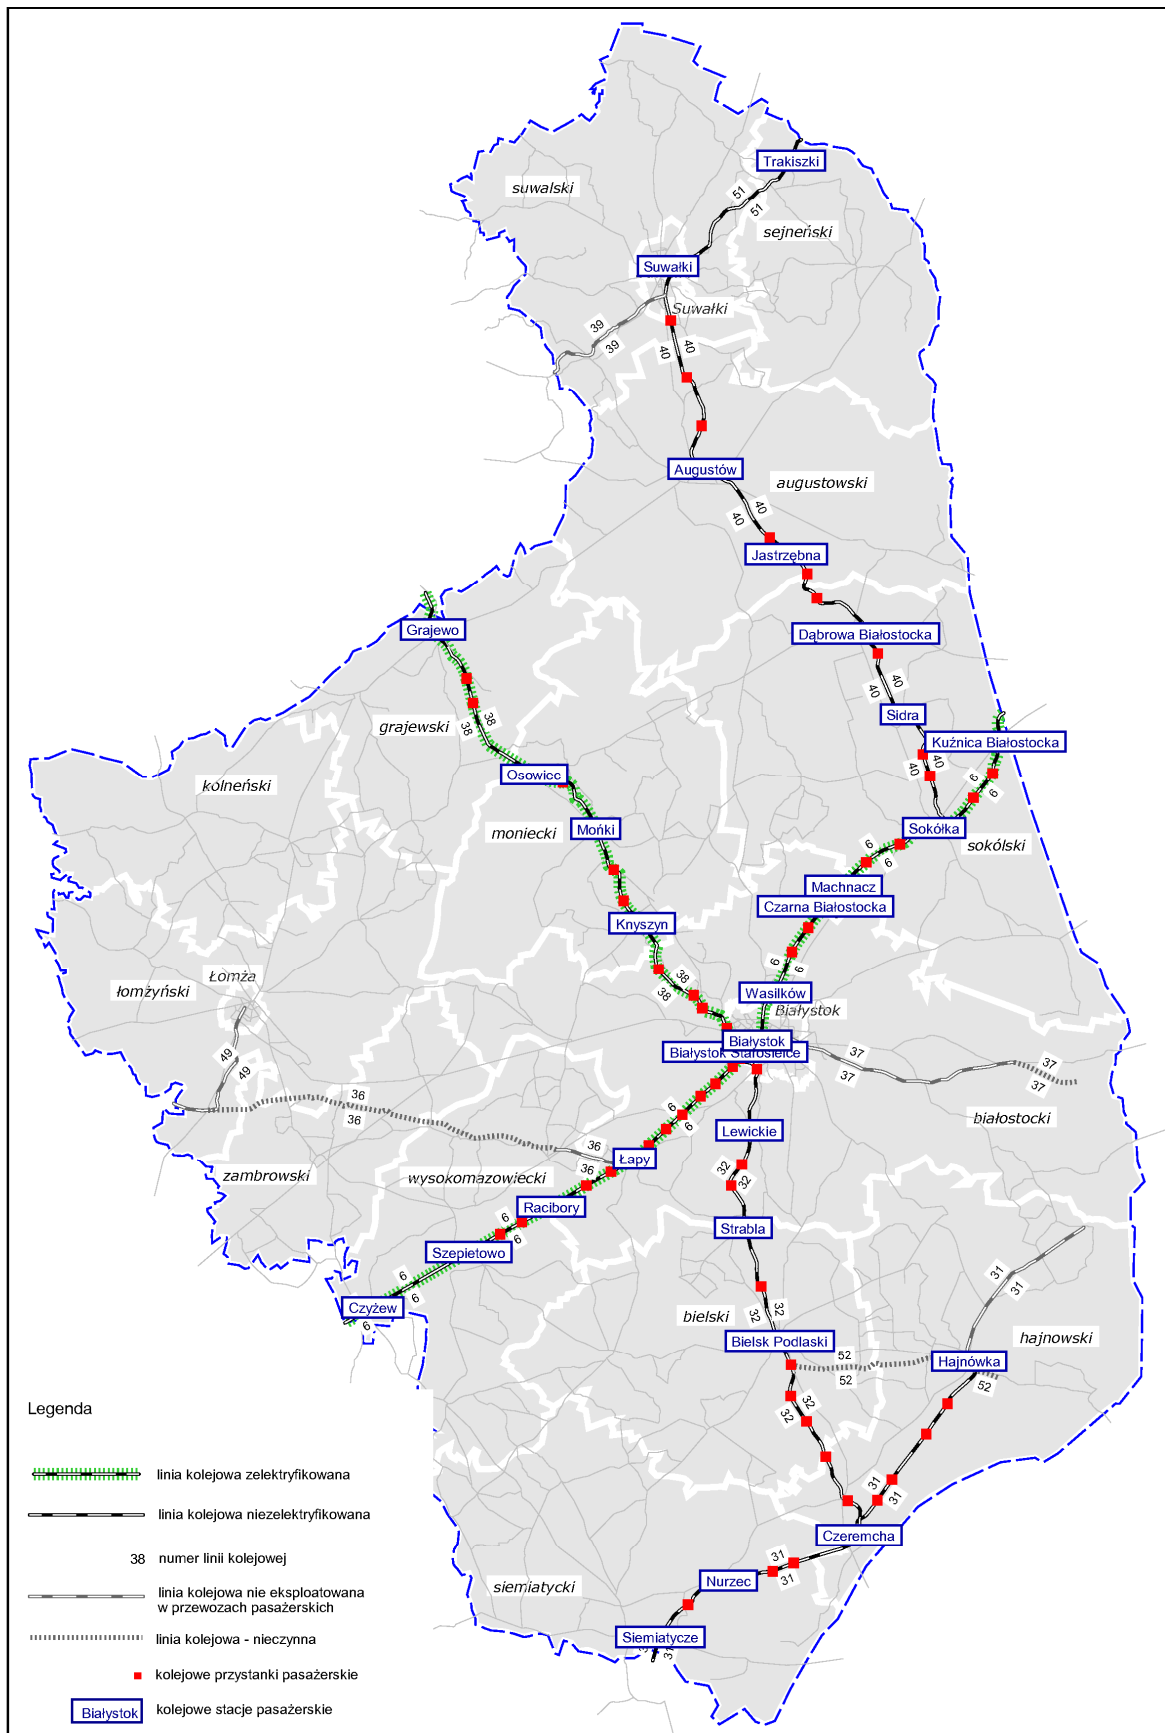 Trakiszki
suwalski
51
51
sejneński
Suwałki
Suwałki
39
39
40
40
Augustów
augustowski
40
40
Jastrzębna
Grajewo
Dąbrowa Białostocka
40
40
38
38
grajewski
Sidra
Kuźnica Białostocka
40
40
6
6
kolneński
Osowiec
moniecki
Mońki
Sokółka
sokólski
6
6
Machnacz
Czarna Białostocka
Knyszyn
6
6
38
38
Łomża
łomżyński
Wasilków
Białystok
Białystok
Białystok Starosielce
49
49
37
37
37
37
36
36
6
6
białostocki
Lewickie
36
Łapy
36
zambrowski
wysokomazowiecki
32
32
Racibory
6
6
Strabla
Szepietowo
6
6
31
31
Czyżew
6
32
32
bielski
hajnowski
Bielsk Podlaski
52
52
Hajnówka
52
32
32
Legenda
31
31
linia kolejowa zelektryfikowana
linia kolejowa niezelektryfikowana
Czeremcha
38 numer linii kolejowej
31
31
Nurzec
siemiatycki
linia kolejowa nie eksploatowana
w przewozach pasażerskich
Siemiatycze
31
linia kolejowa - nieczynna
kolejowe przystanki pasażerskie
Białystok kolejowe stacje pasażerskie